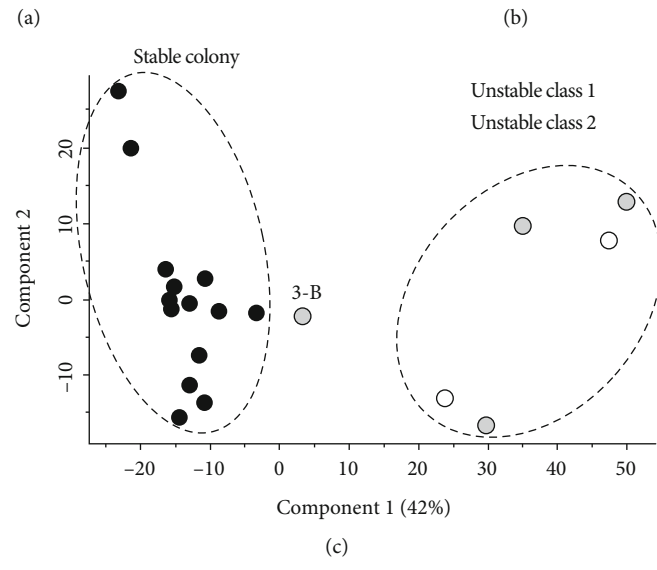 (a) (b)
Stable colony
Unstable class 1
Unstable class 2
3-B
Component 2
20
10
0
−10
−20 −10 0 10 20 30 40 50
Component 1 (42%)
(c)